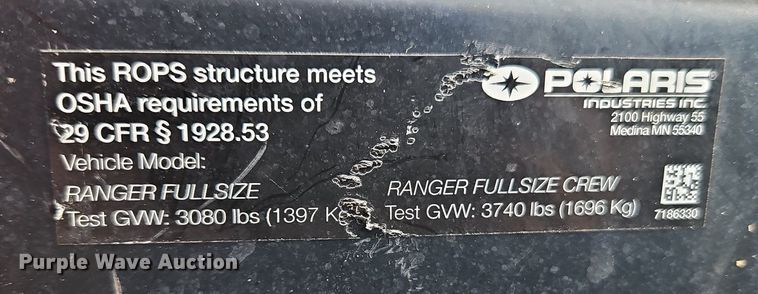 This ROPS structure meets
OSHA requirements of
29 CFR § 1928.53
Vehicle Model:
RANGER FULLSIZE
Test GVW: 3080 lbs (1397 K
POLARIS®
INDUSTRIES INC.
2100 Highway 55
Medina MN 55340
RANGER FULLSIZE CREW
Test GVW: 3740 lbs (1696 Kg)
7186330
Purple Wave Auction